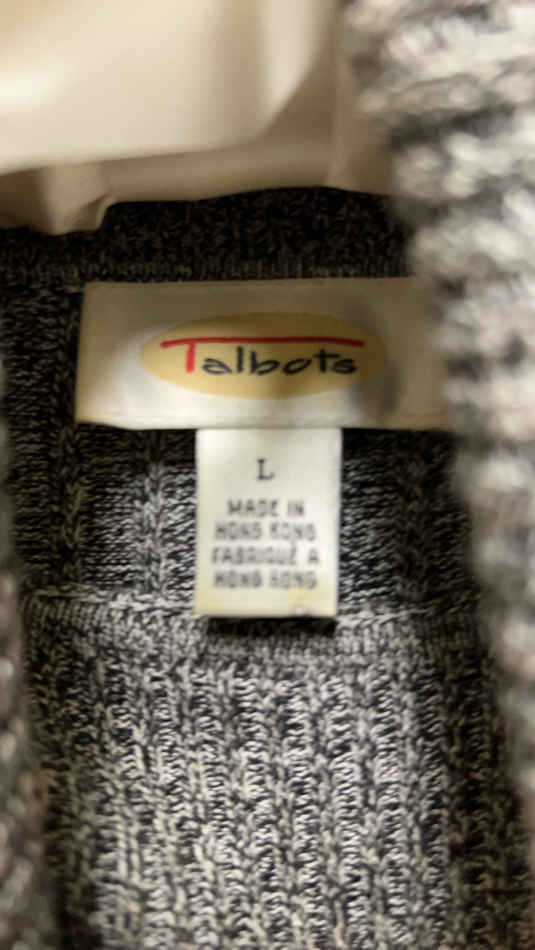 Talbots
L
MADE IN
HONG KONG
FABRIQUÉ A
HONG KONG